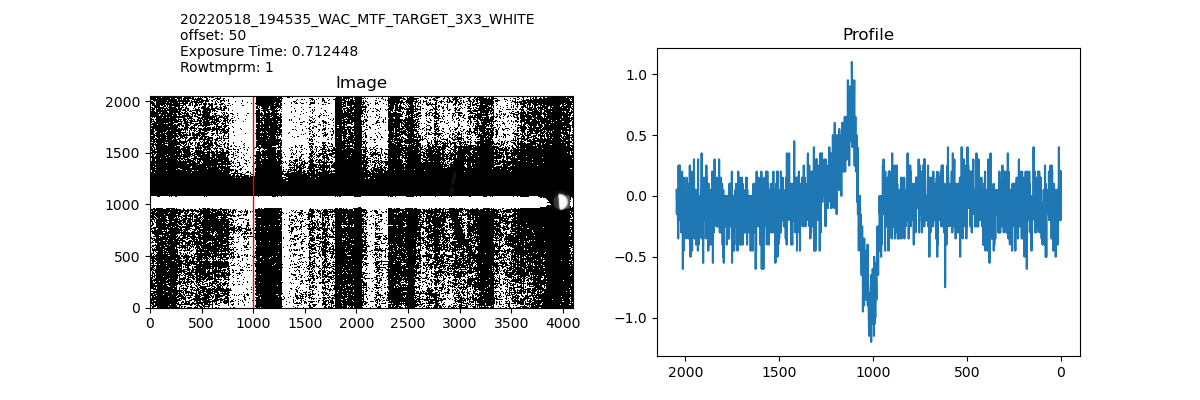 20220518_194535_WAC_MTF_TARGET_3X3_WHITE
offset: 50
Exposure Time: 0.712448
Rowtmprm: 1
Image
2000
1500
1000
500
0
0 500 1000 1500 2000 2500 3000 3500 4000
Profile
1.0
0.5
0.0
−0.5
−1.0
2000 1500 1000 500 0